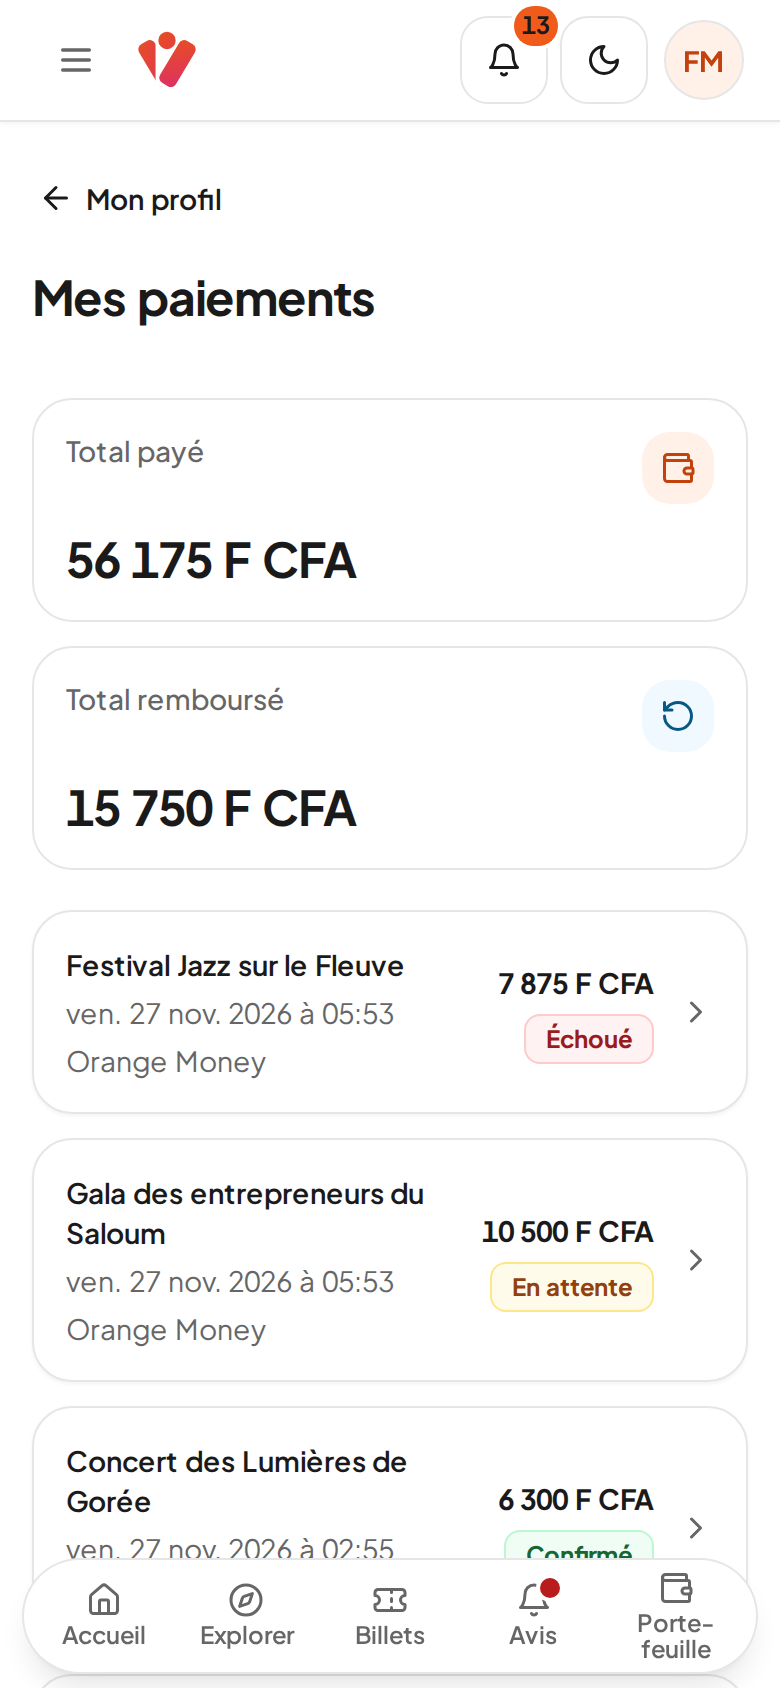 13
FM
Mon profil
Mes paiements
Total payé
56 175 F CFA
Total remboursé
15 750 F CFA
Festival Jazz sur le Fleuve
ven. 27 nov. 2026 à 05:53
Orange Money
7 875 F CFA
Échoué
Gala des entrepreneurs du
Saloum
ven. 27 nov. 2026 à 05:53
Orange Money
10 500 F CFA
En attente
Concert des Lumières de
Gorée
ven. 27 nov. 2026 à 02:55
6 300 F CFA
Confirmé
Accueil
Explorer
Billets
Avis
Porte-
feuille